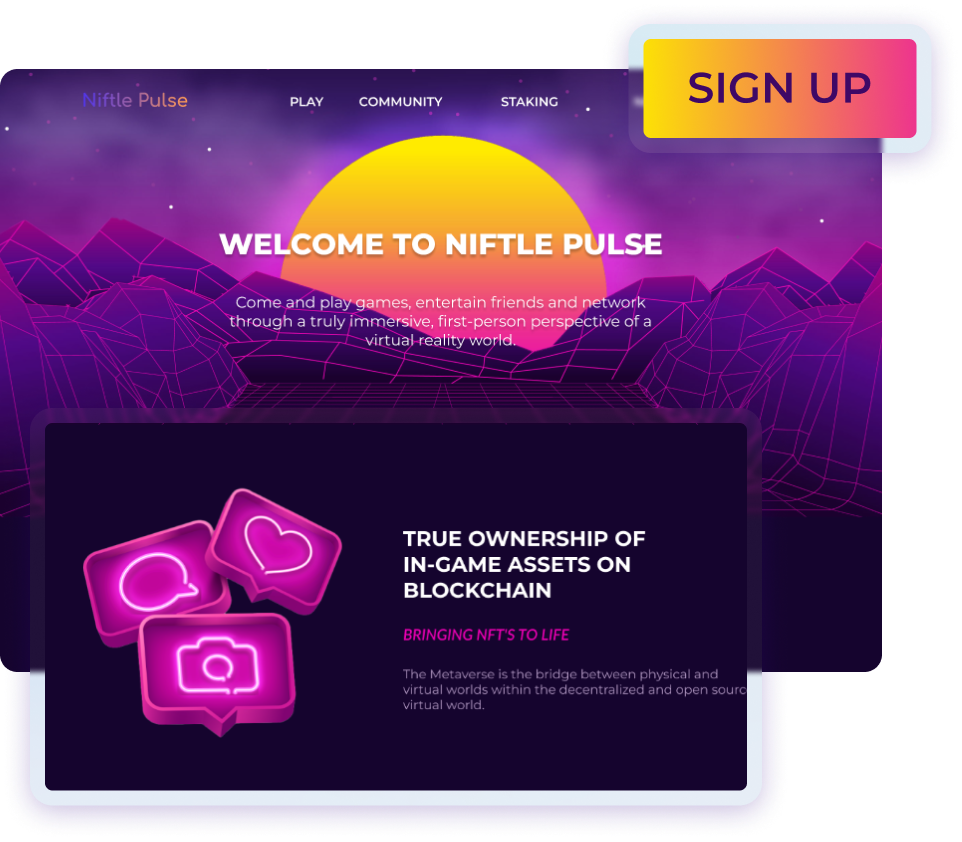 Niftle Pulse
PLAY
COMMUNITY
STAKING
SIGN UP
WELCOME TO NIFTLE PULSE
Come and play games, entertain friends and network
through a truly immersive, first-person perspective of a
virtual reality world.
TRUE OWNERSHIP OF
IN-GAME ASSETS ON
BLOCKCHAIN
BRINGING NFT'S TO LIFE
The Metaverse is the bridge between physical and
virtual worlds within the decentralized and open sourc
virtual world.